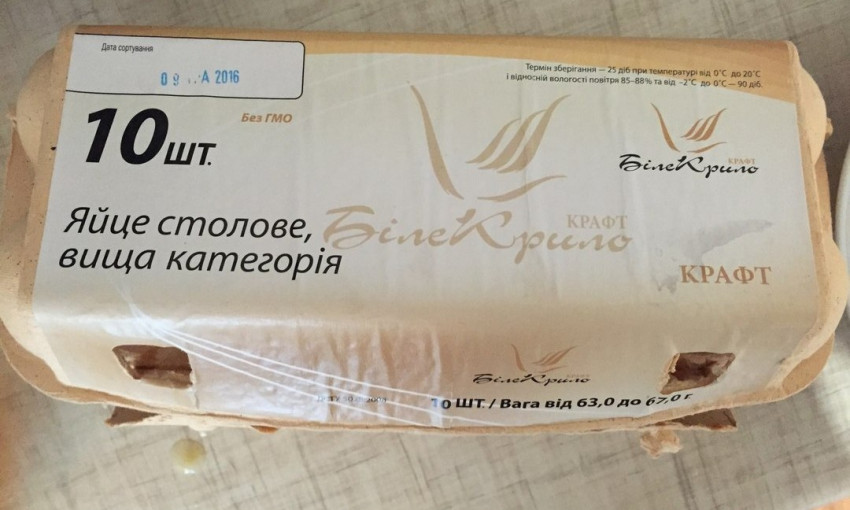 Дата сортування
2016
Термін зберігання — 25 діб при температурі від 0˚С до 20˚С
і відносній вологості повітря 85–88% та від –2˚С до 0˚С — 90 діб.
10 шт.
Без ГМО
БілеКрило
КРАФТ
Яйце столове,
вища категорія
БілеКрило
КРАФТ
КРАФТ
БілеКрило
10 ШТ. / Вага від 63,0 до 67,0 г